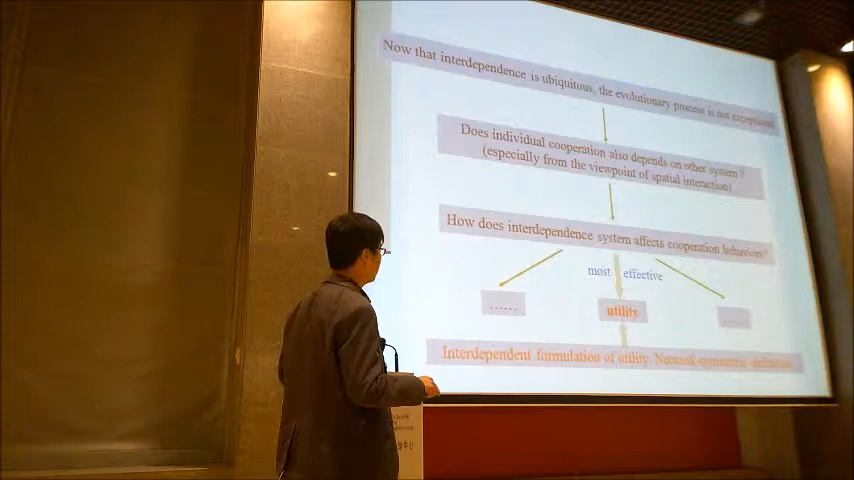 Now that interdependence is ubiquitous, the evolutionary process is not exceptional
Does individual cooperation also depends on other system ?
(especially from the viewpoint of spatial interaction)
How does interdependence system affects cooperation behaviors?
most effective
......
utility
......
Interdependent formulation of utility Network-symmetric definition
中心